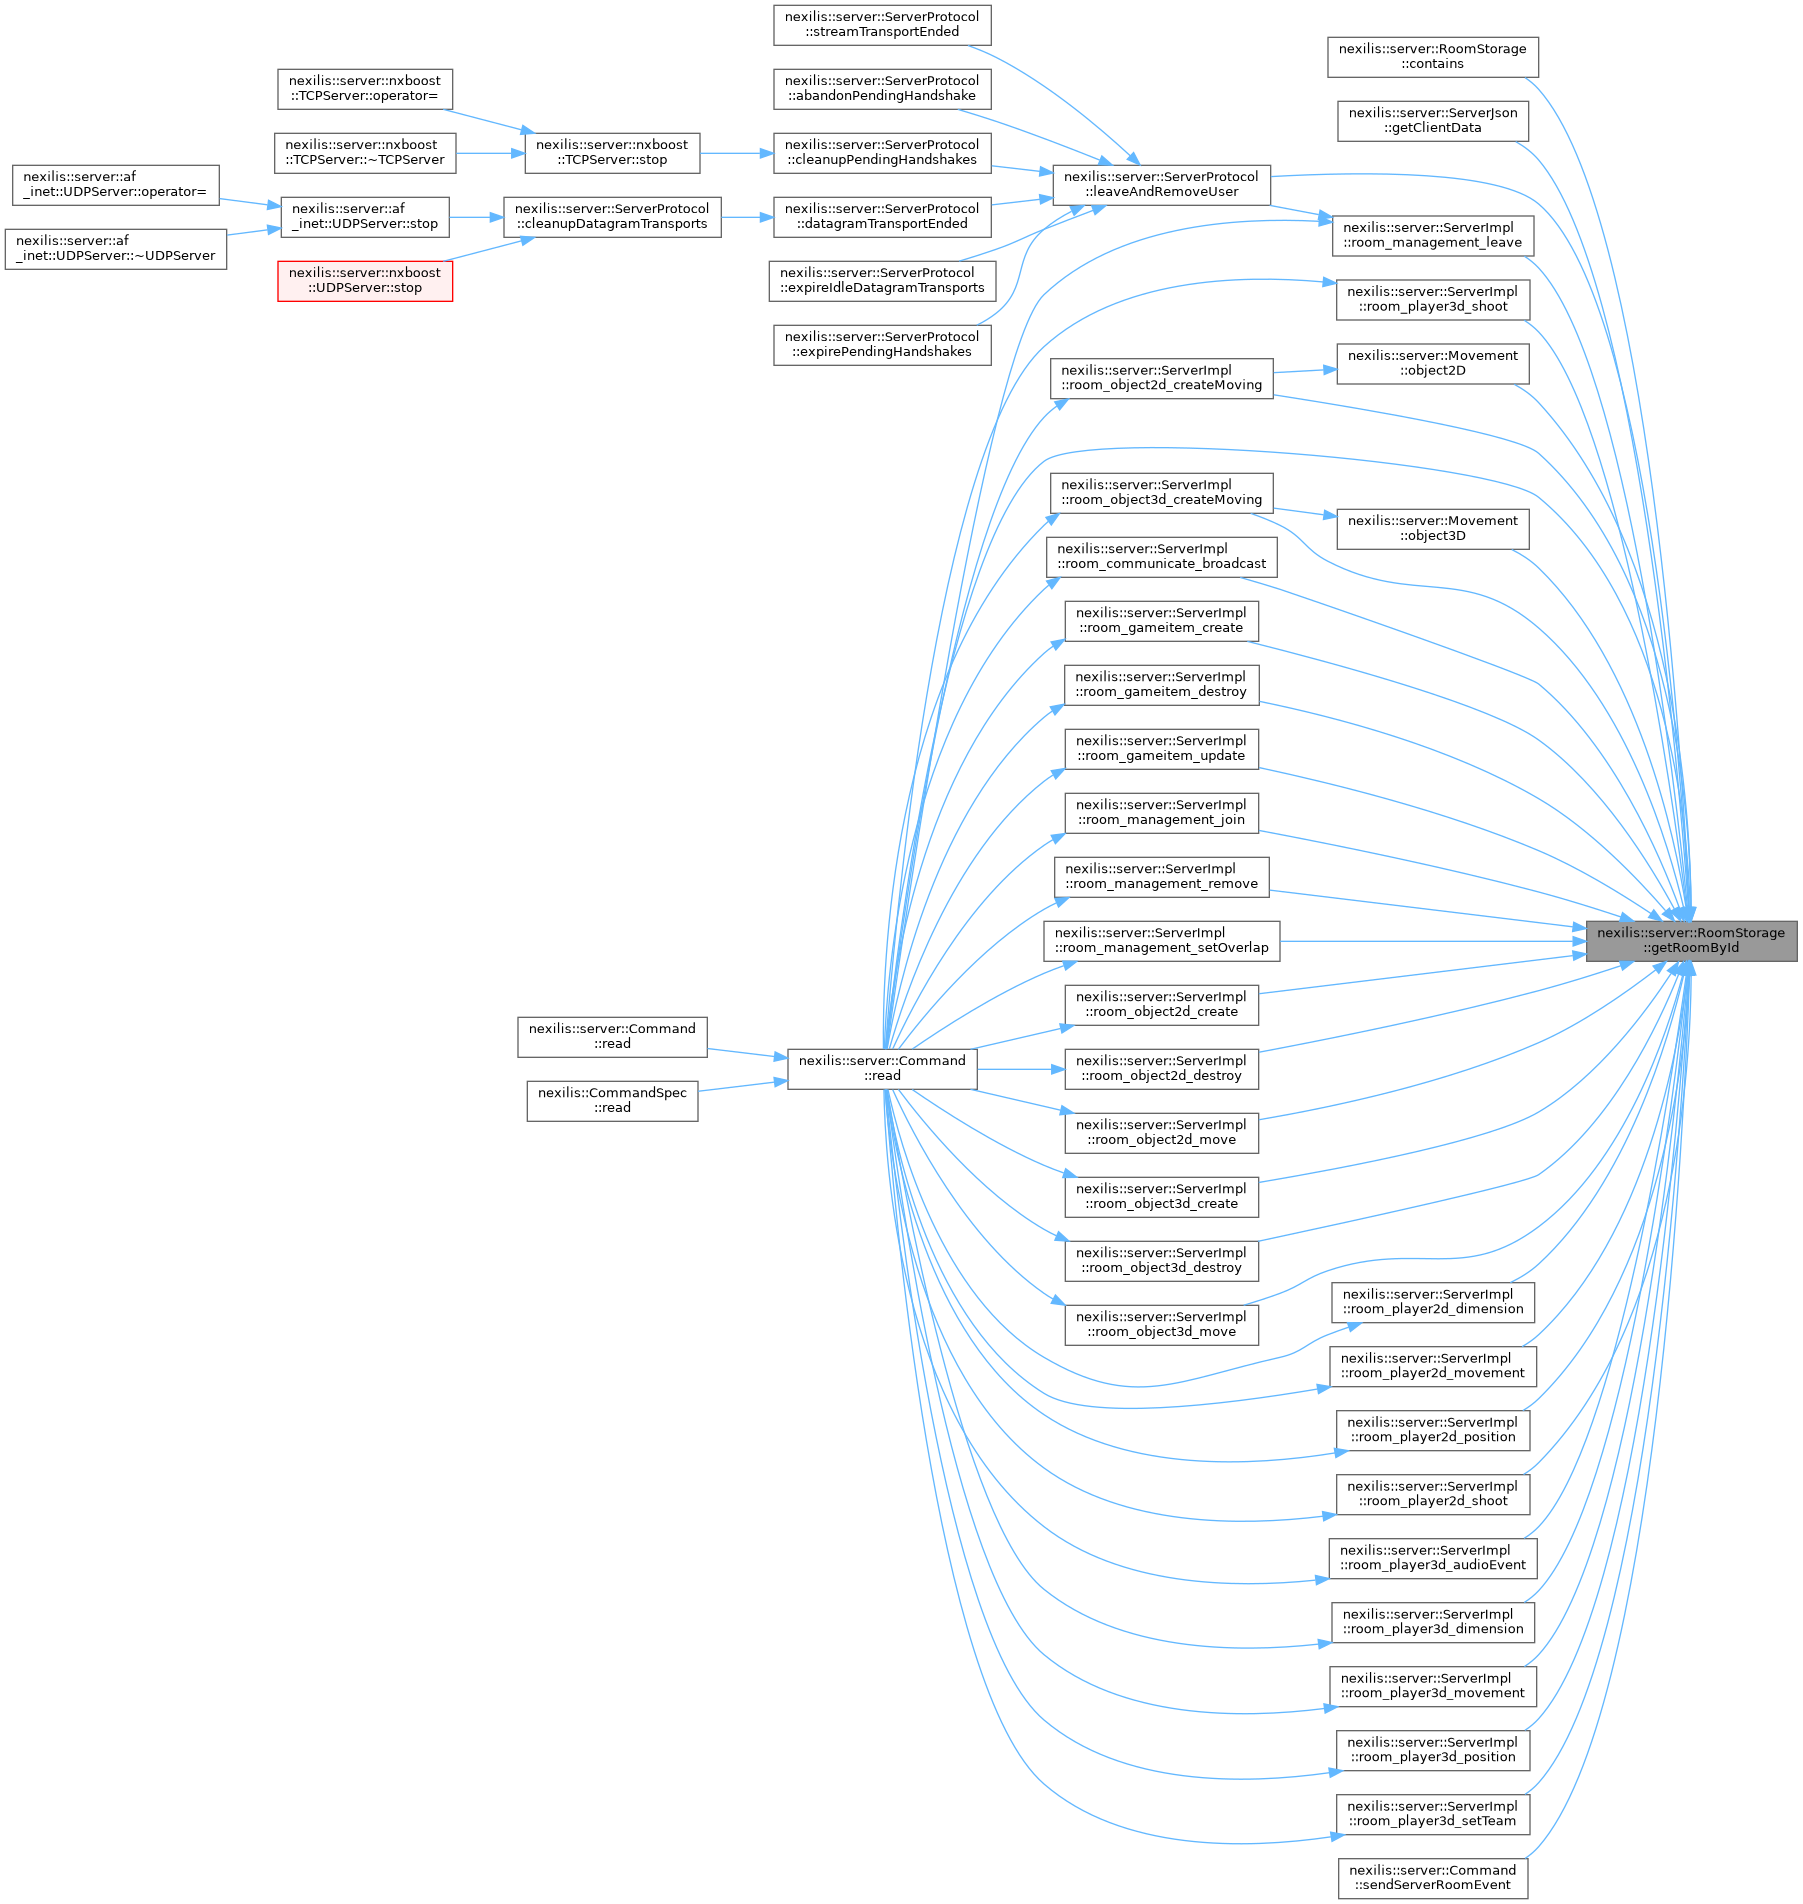 nexilis::server::ServerProtocol
::streamTransportEnded
nexilis::server::RoomStorage
::contains
nexilis::server::nxboost
::TCPServer::operator=
nexilis::server::ServerProtocol
::abandonPendingHandshake
nexilis::server::ServerJson
::getClientData
nexilis::server::nxboost
::TCPServer::~TCPServer
nexilis::server::nxboost
::TCPServer::stop
nexilis::server::ServerProtocol
::cleanupPendingHandshakes
nexilis::server::ServerProtocol
::leaveAndRemoveUser
nexilis::server::af
_inet::UDPServer::operator=
nexilis::server::af
_inet::UDPServer::stop
nexilis::server::ServerProtocol
::cleanupDatagramTransports
nexilis::server::ServerProtocol
::datagramTransportEnded
nexilis::server::ServerImpl
::room_management_leave
nexilis::server::af
_inet::UDPServer::~UDPServer
nexilis::server::nxboost
::UDPServer::stop
nexilis::server::ServerProtocol
::expireIdleDatagramTransports
nexilis::server::ServerImpl
::room_player3d_shoot
nexilis::server::ServerProtocol
::expirePendingHandshakes
nexilis::server::ServerImpl
::room_object2d_createMoving
nexilis::server::Movement
::object2D
nexilis::server::ServerImpl
::room_object3d_createMoving
nexilis::server::Movement
::object3D
nexilis::server::ServerImpl
::room_communicate_broadcast
nexilis::server::ServerImpl
::room_gameitem_create
nexilis::server::ServerImpl
::room_gameitem_destroy
nexilis::server::ServerImpl
::room_gameitem_update
nexilis::server::ServerImpl
::room_management_join
nexilis::server::ServerImpl
::room_management_remove
nexilis::server::ServerImpl
::room_management_setOverlap
nexilis::server::RoomStorage
::getRoomById
nexilis::server::ServerImpl
::room_object2d_create
nexilis::server::Command
::read
nexilis::server::Command
::read
nexilis::server::ServerImpl
::room_object2d_destroy
nexilis::CommandSpec
::read
nexilis::server::ServerImpl
::room_object2d_move
nexilis::server::ServerImpl
::room_object3d_create
nexilis::server::ServerImpl
::room_object3d_destroy
nexilis::server::ServerImpl
::room_object3d_move
nexilis::server::ServerImpl
::room_player2d_dimension
nexilis::server::ServerImpl
::room_player2d_movement
nexilis::server::ServerImpl
::room_player2d_position
nexilis::server::ServerImpl
::room_player2d_shoot
nexilis::server::ServerImpl
::room_player3d_audioEvent
nexilis::server::ServerImpl
::room_player3d_dimension
nexilis::server::ServerImpl
::room_player3d_movement
nexilis::server::ServerImpl
::room_player3d_position
nexilis::server::ServerImpl
::room_player3d_setTeam
nexilis::server::Command
::sendServerRoomEvent